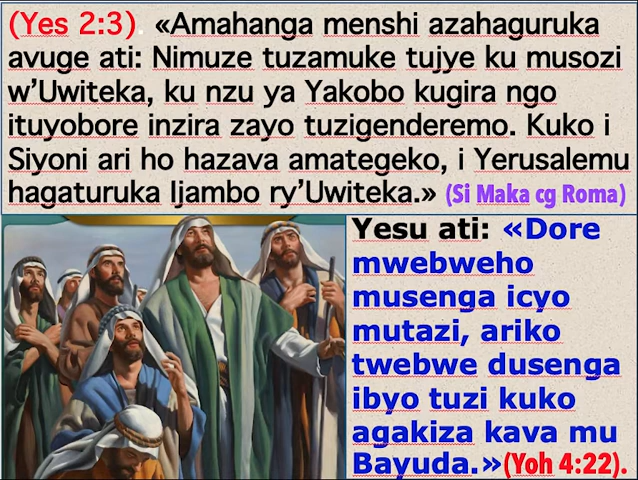 (Yes 2:3). «Amahanga menshi azahaguruka
avuge ati: Nimuze tuzamuke tujye ku musozi
w’Uwiteka, ku nzu ya Yakobo kugira ngo
ituyobore inzira zayo tuzigenderemo. Kuko i
Siyoni ari ho hazava amategeko, i Yerusalemu
hagaturuka Ijambo ry’Uwiteka.» (Si Maka cg Roma)
Yesu ati: «Dore
mwebweho
musenga icyo
mutazi, ariko
twebwe dusenga
ibyo tuzi kuko
agakiza kava mu
Bayuda.»(Yoh 4:22).